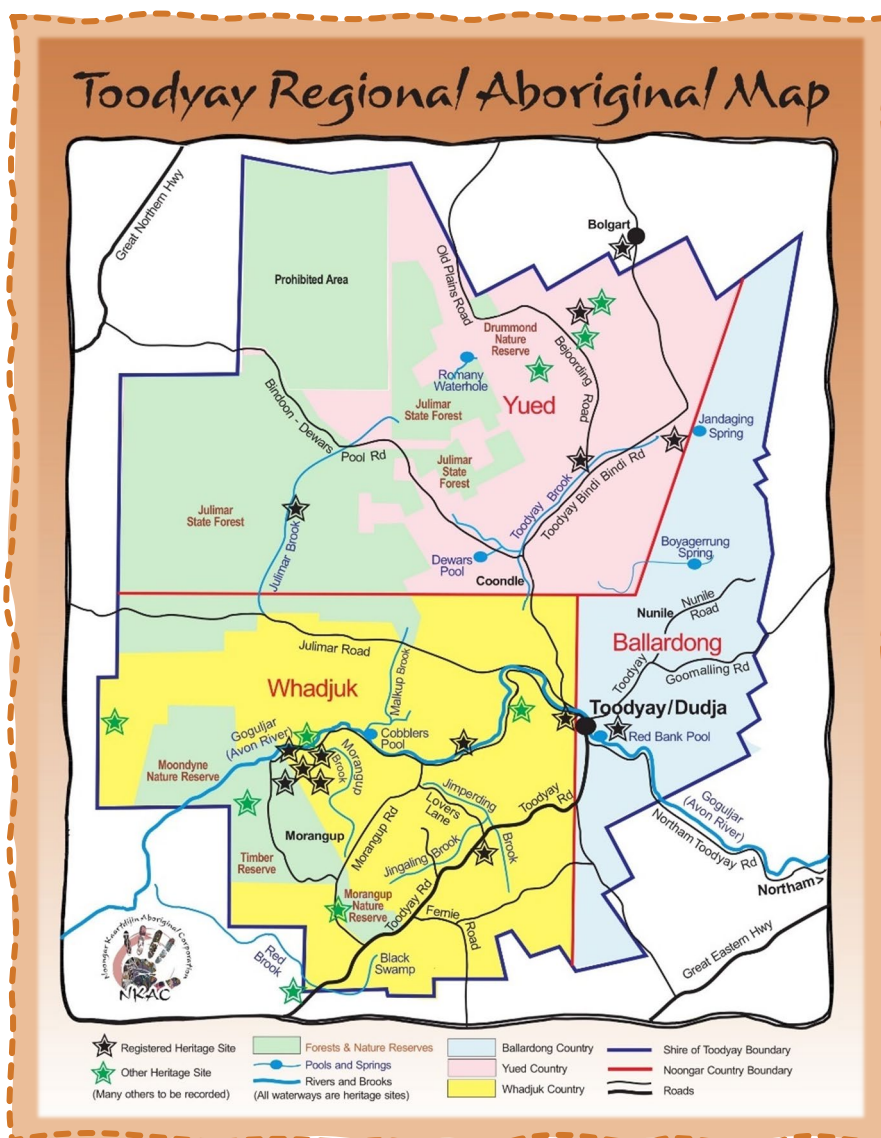 Toodyay Regional Aboriginal Map
Great Northern Hwy
Bolgart
Old Plains Road
Prohibited Area
Drummond
Nature
Reserve
Bejoording Road
Romany
Waterhole
Yued
Bindoon - Dewars Pool Rd
Julimar
State Forest
Jandaging
Spring
Julimar
State
Forest
Julimar
State Forest
Toodyay Brook
Toodyay Bindi Bindi Rd
Julimar Brook
Dewars
Pool
Coondle
Boyagerrung
Spring
Nunile
Nunile
Road
Ballardong
Toodyay Goomalling Rd
Julimar Road
Malkup Brook
Whadjuk
Toodyay/Dudja
Red Bank Pool
Goguljar
(Avon River)
Cobblers
Pool
Moondyne
Nature Reserve
Morangup
Brook
Jimperding Brook
Toodyay Rd
Lovers
Lane
Goguljar
(Avon River)
Northam Toodyay Rd
Morangup
Morangup Rd
Jingaling Brook
Timber
Reserve
Northam>
Morangup
Nature
Reserve
Toodyay Rd
Fernie
Road
Great Eastern Hwy
Red
Brook
Black
Swamp
Noongar Kaartdijin Aboriginal Corporation
NKAC
Registered Heritage Site
Other Heritage Site
(Many others to be recorded)
Forests & Nature Reserves
Pools and Springs
Rivers and Brooks
(All waterways are heritage sites)
Ballardong Country
Yued Country
Whadjuk Country
Shire of Toodyay Boundary
Noongar Country Boundary
Roads